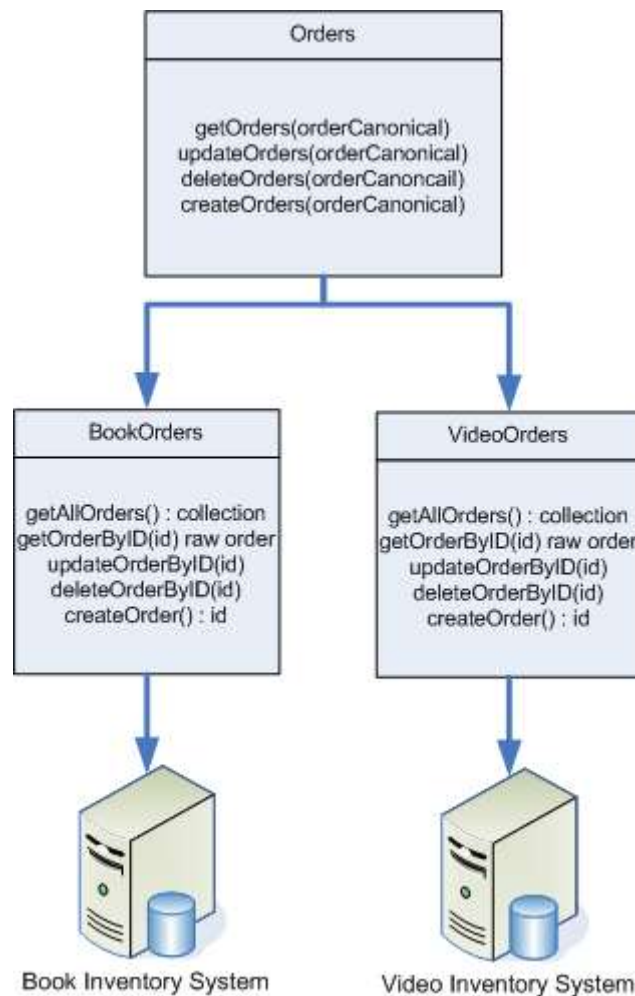 Orders
getOrders(orderCanonical)
updateOrders(orderCanonical)
deleteOrders(orderCanoncail)
createOrders(orderCanonical)
BookOrders
getAllOrders() : collection
getOrderByID(id) raw order
updateOrderByID(id)
deleteOrderByID(id)
createOrder() : id
VideoOrders
getAllOrders() : collection
getOrderByID(id) raw order
updateOrderByID(id)
deleteOrderByID(id)
createOrder() : id
Book Inventory System
Video Inventory System